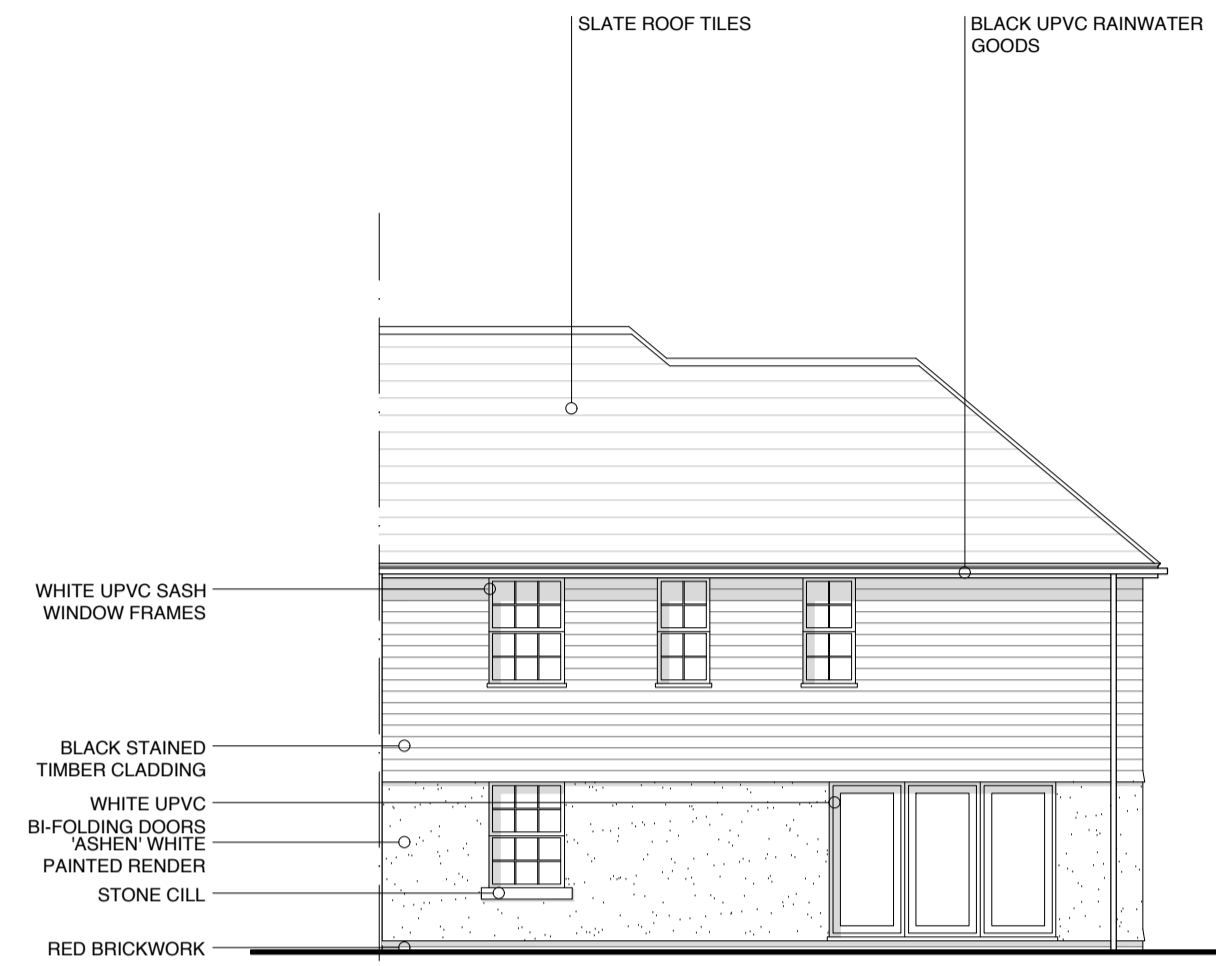 SLATE ROOF TILES
BLACK UPVC RAINWATER
GOODS
WHITE UPVC SASH
WINDOW FRAMES
BLACK STAINED
TIMBER CLADDING
WHITE UPVC
BI-FOLDING DOORS
'ASHEN' WHITE
PAINTED RENDER
STONE CILL
RED BRICKWORK